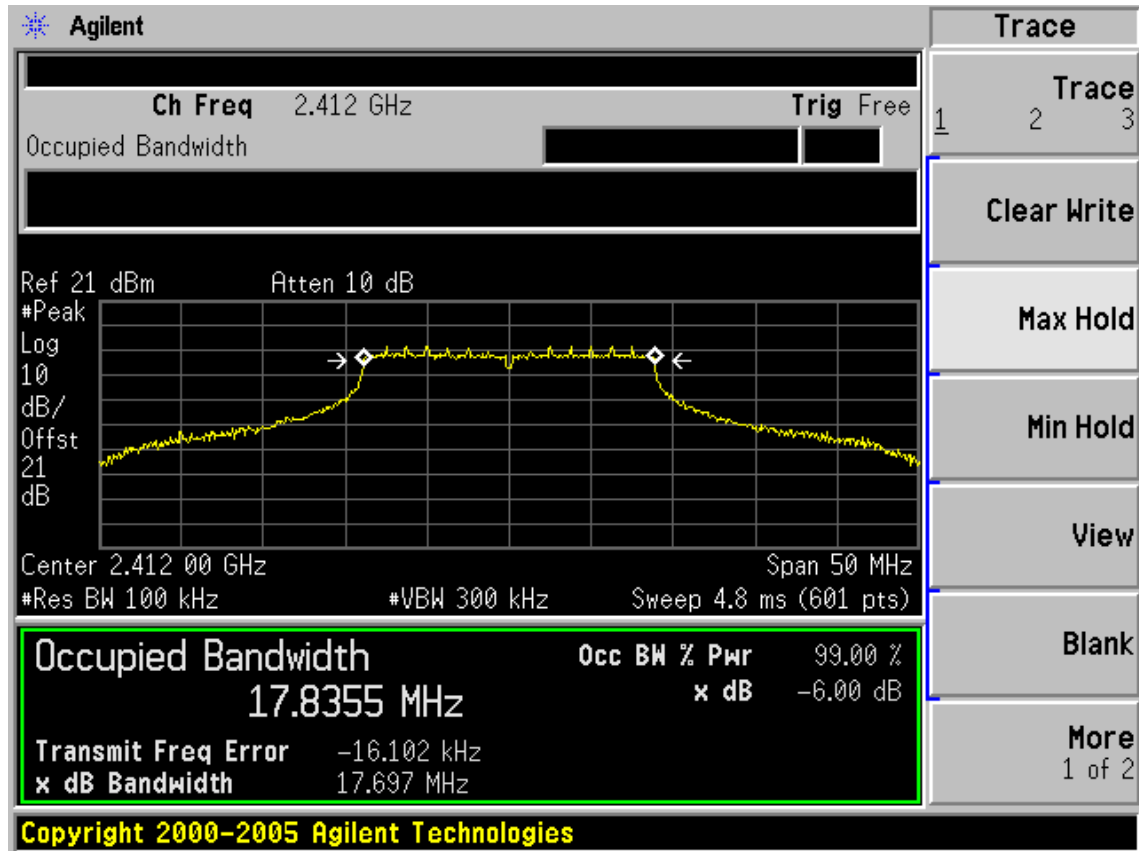 Agilent
Trace
Ch Freq 2.412 GHz Trig Free
Occupied Bandwidth
Trace
1 2 3
Clear Write
Max Hold
Min Hold
View
Blank
More
1 of 2
Ref 21 dBm Atten 10 dB
#Peak
Log
10
dB/
Offst
21
dB
Center 2.412 00 GHz Span 50 MHz
#Res BW 100 kHz #VBW 300 kHz Sweep 4.8 ms (601 pts)
Occupied Bandwidth
17.8355 MHz
Occ BW % Pwr 99.00 %
x dB -6.00 dB
Transmit Freq Error -16.102 kHz
x dB Bandwidth 17.697 MHz
Copyright 2000-2005 Agilent Technologies